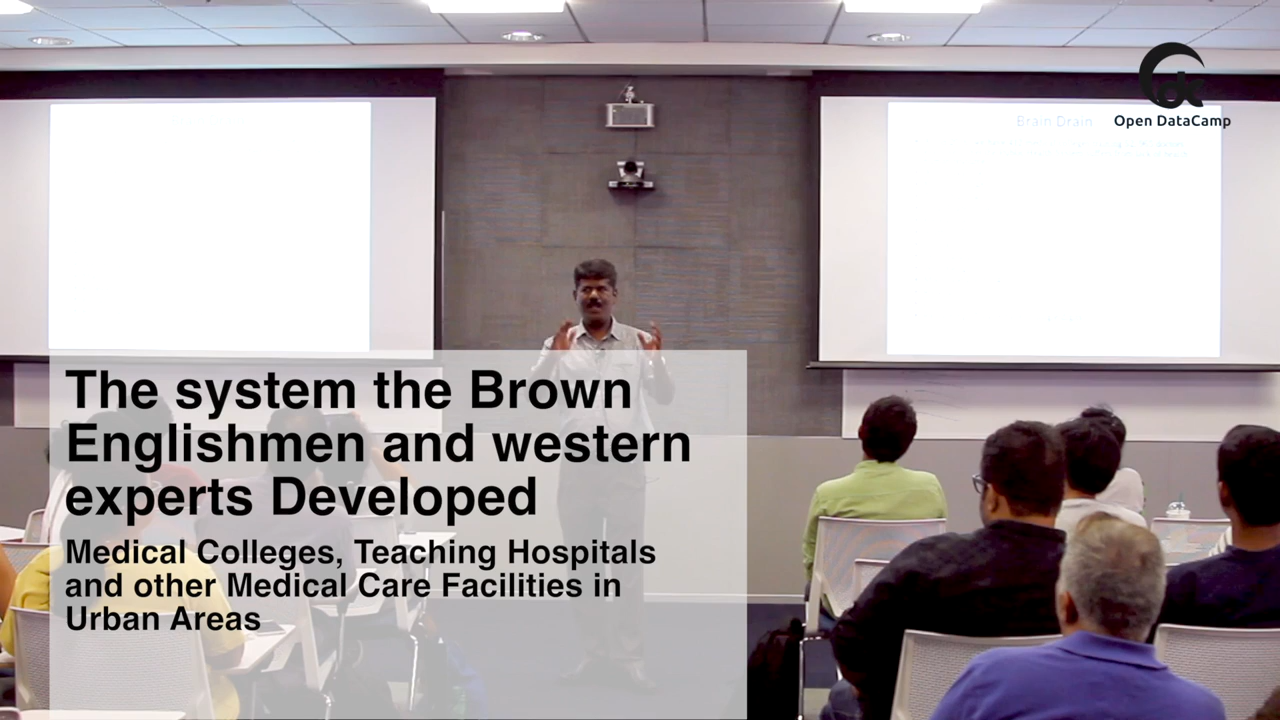 Brain Drain
dk
Open DataCamp
The system the Brown
Englishmen and western
experts Developed
Medical Colleges, Teaching Hospitals
and other Medical Care Facilities in
Urban Areas